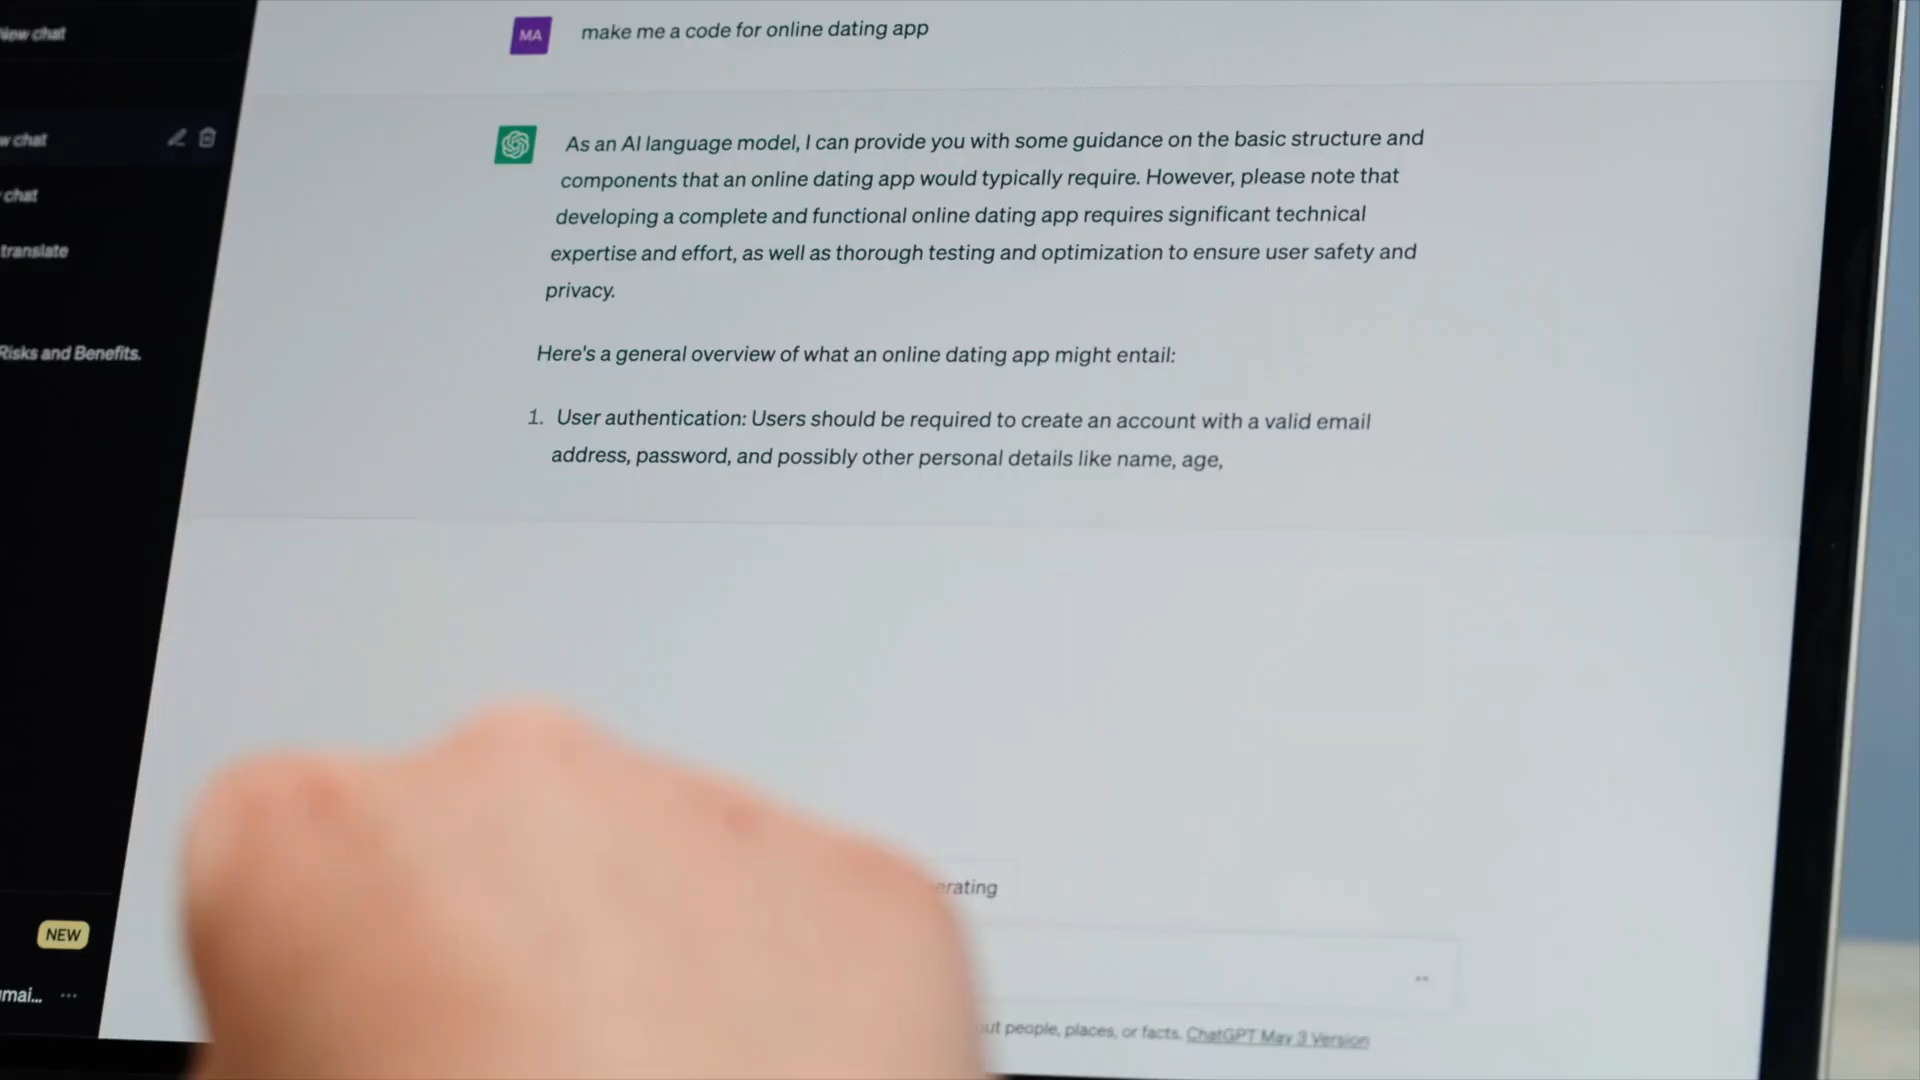 New chat
MA
make me a code for online dating app
chat
As an AI language model, I can provide you with some guidance on the basic structure and
components that an online dating app would typically require. However, please note that
developing a complete and functional online dating app requires significant technical
expertise and effort, as well as thorough testing and optimization to ensure user safety and
privacy.
chat
translate
Risks and Benefits.
Here's a general overview of what an online dating app might entail:
1. User authentication: Users should be required to create an account with a valid email
address, password, and possibly other personal details like name, age,
NEW
mai...
people, places, or facts. ChatGPT May 3 Version